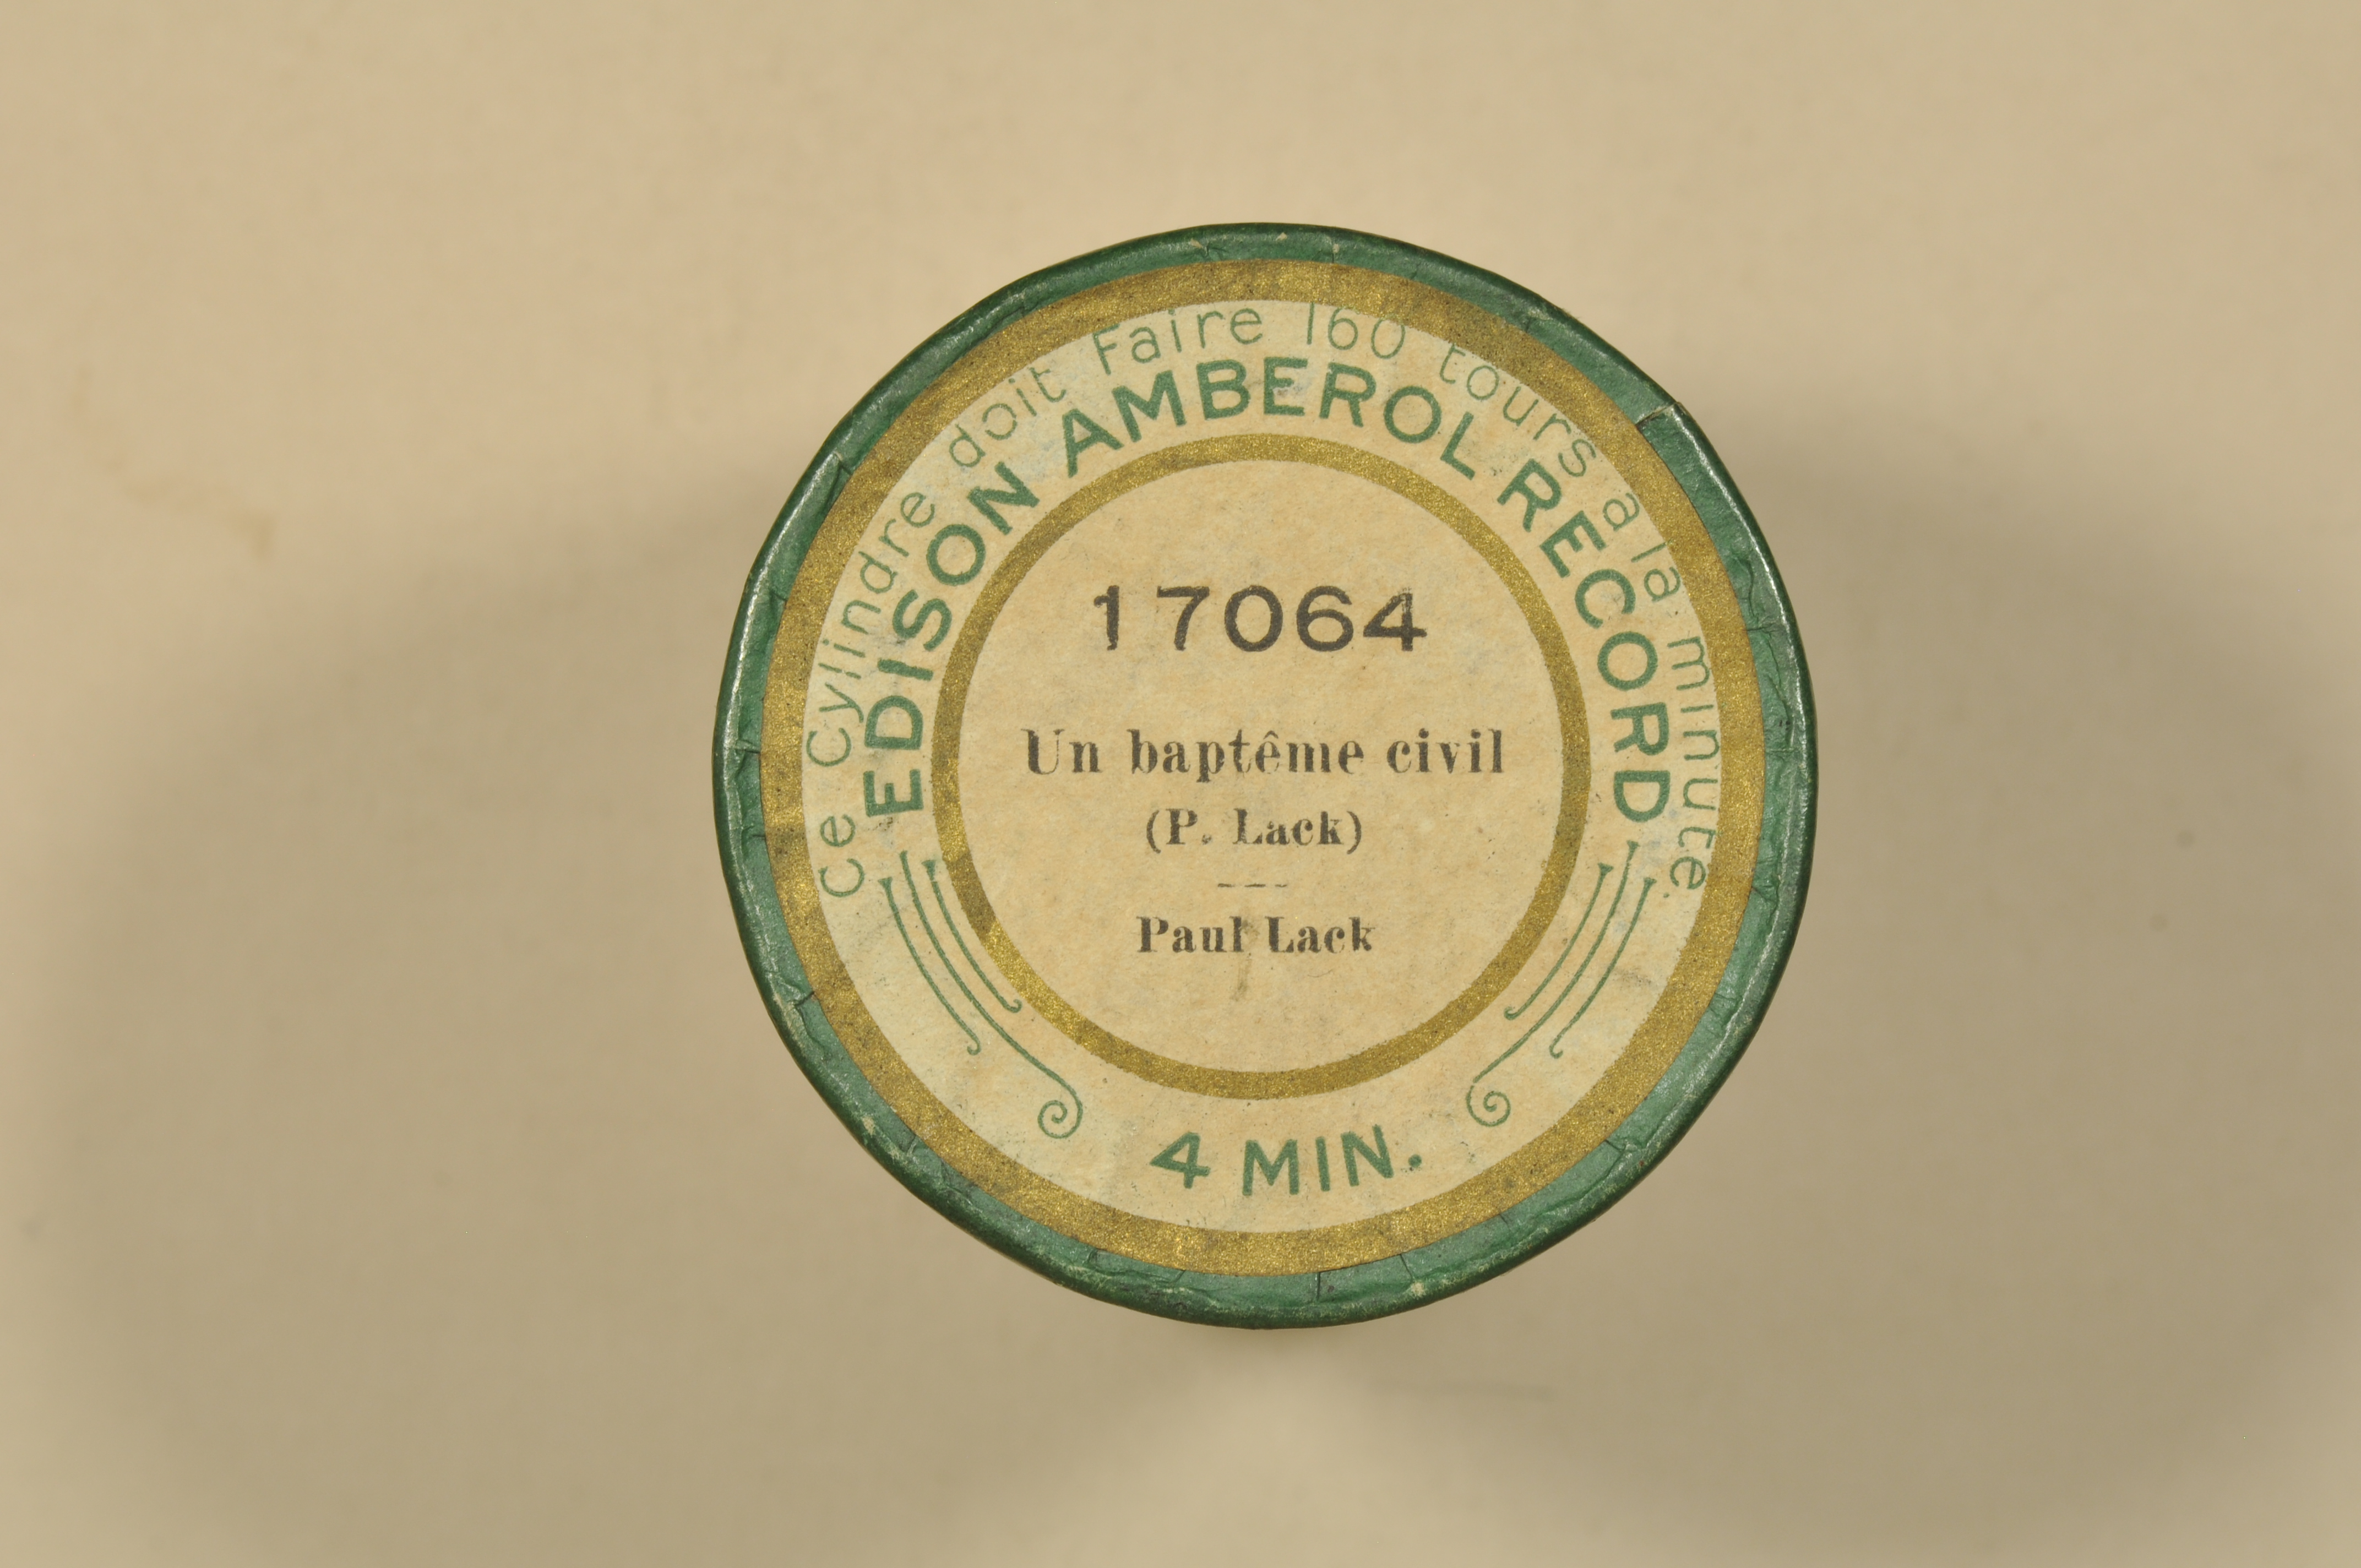 Ce Cylindre doit Faire 160 tours à la minute.
EDISON AMBEROL RECORD
17064
Un baptême civil
(P. Lack)
Paul Lack
4 MIN.